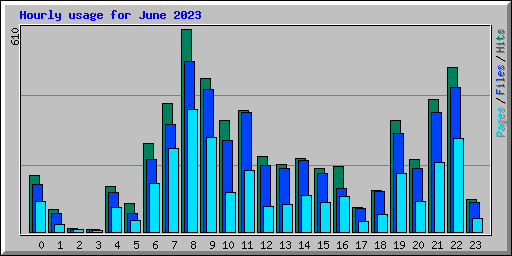 Hourly usage for June 2023
610
Pages / Files / Hits
0 1 2 3 4 5 6 7 8 9 10 11 12 13 14 15 16 17 18 19 20 21 22 23